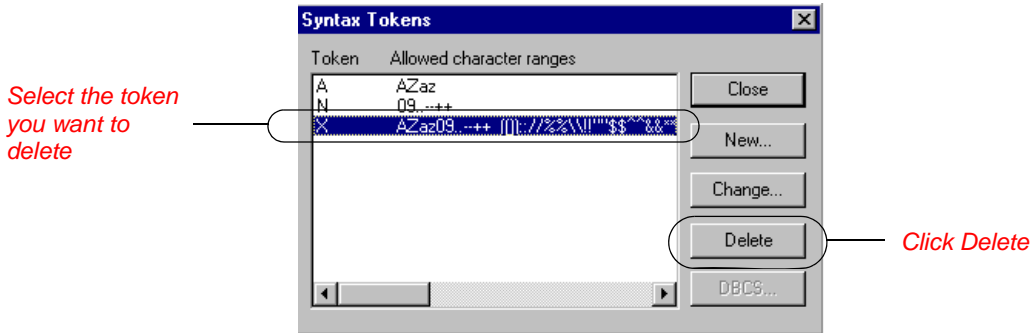 Syntax Tokens
Token Allowed character ranges
A AZaz
N 09..--++
X AZaz09..--++
Close
New...
Change...
Delete
DBCS...
Select the token
you want to
delete
Click Delete